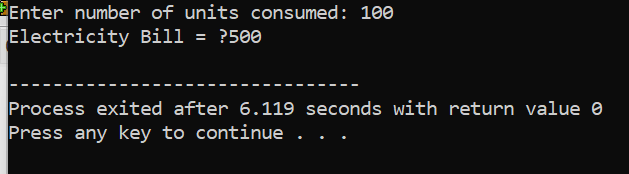 Enter number of units consumed: 100
Electricity Bill = ?500
--------------------------------
Process exited after 6.119 seconds with return value 0
Press any key to continue . . .